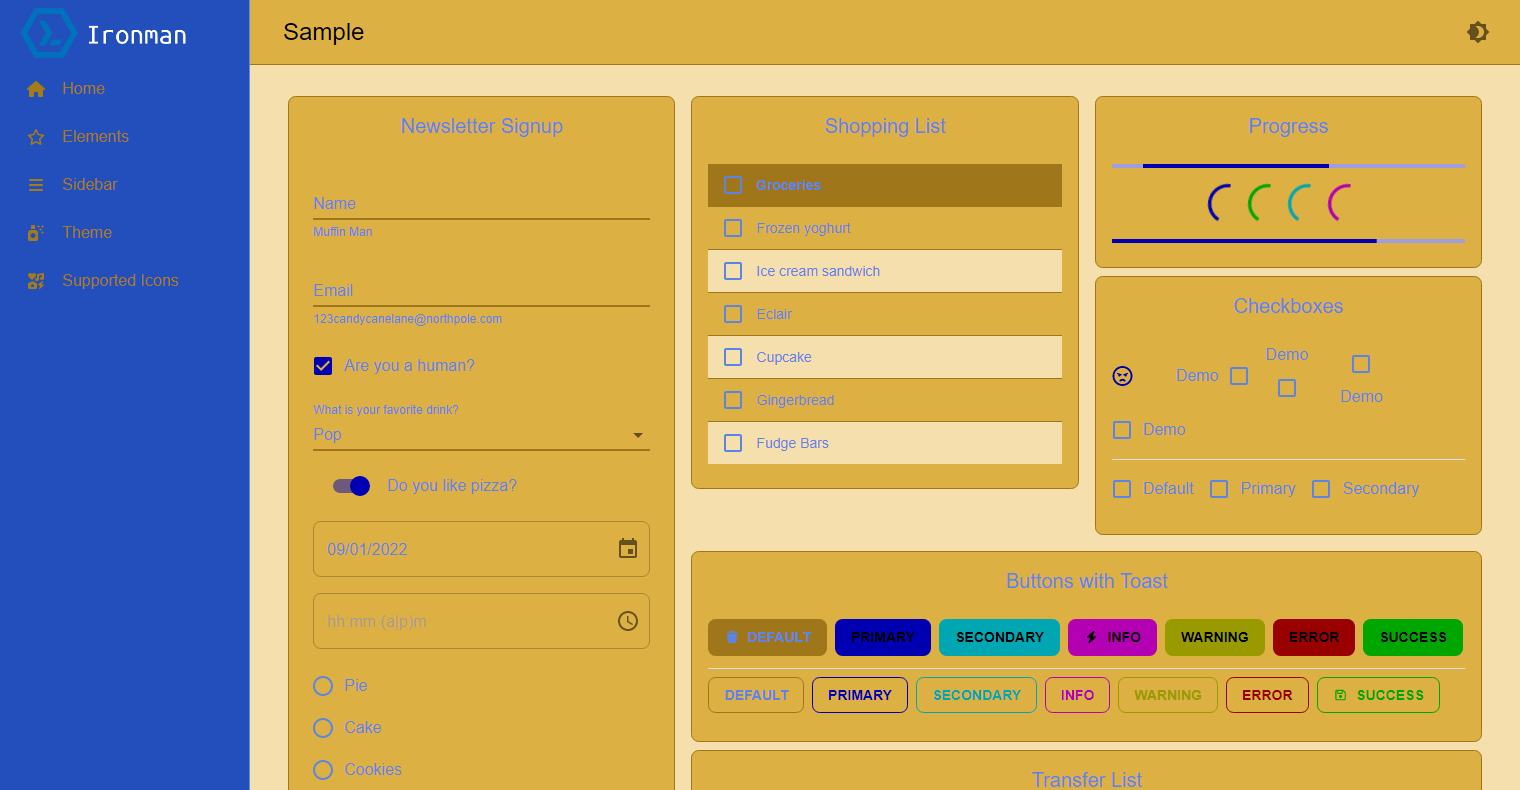 Ironman
Home
Elements
Sidebar
Theme
Supported Icons
Sample
Newsletter Signup
Name
Muffin Man
Email
123candycanelane@northpole.com
Are you a human?
What is your favorite drink?
Pop
Do you like pizza?
09/01/2022
hh:mm (a|p)m
Pie
Cake
Cookies
Shopping List
Groceries
Frozen yoghurt
Ice cream sandwich
Eclair
Cupcake
Gingerbread
Fudge Bars
Progress
Checkboxes
Demo
Demo
Demo
Demo
Default Primary Secondary
Buttons with Toast
DEFAULT PRIMARY SECONDARY INFO WARNING ERROR SUCCESS
DEFAULT PRIMARY SECONDARY INFO WARNING ERROR SUCCESS
Transfer List